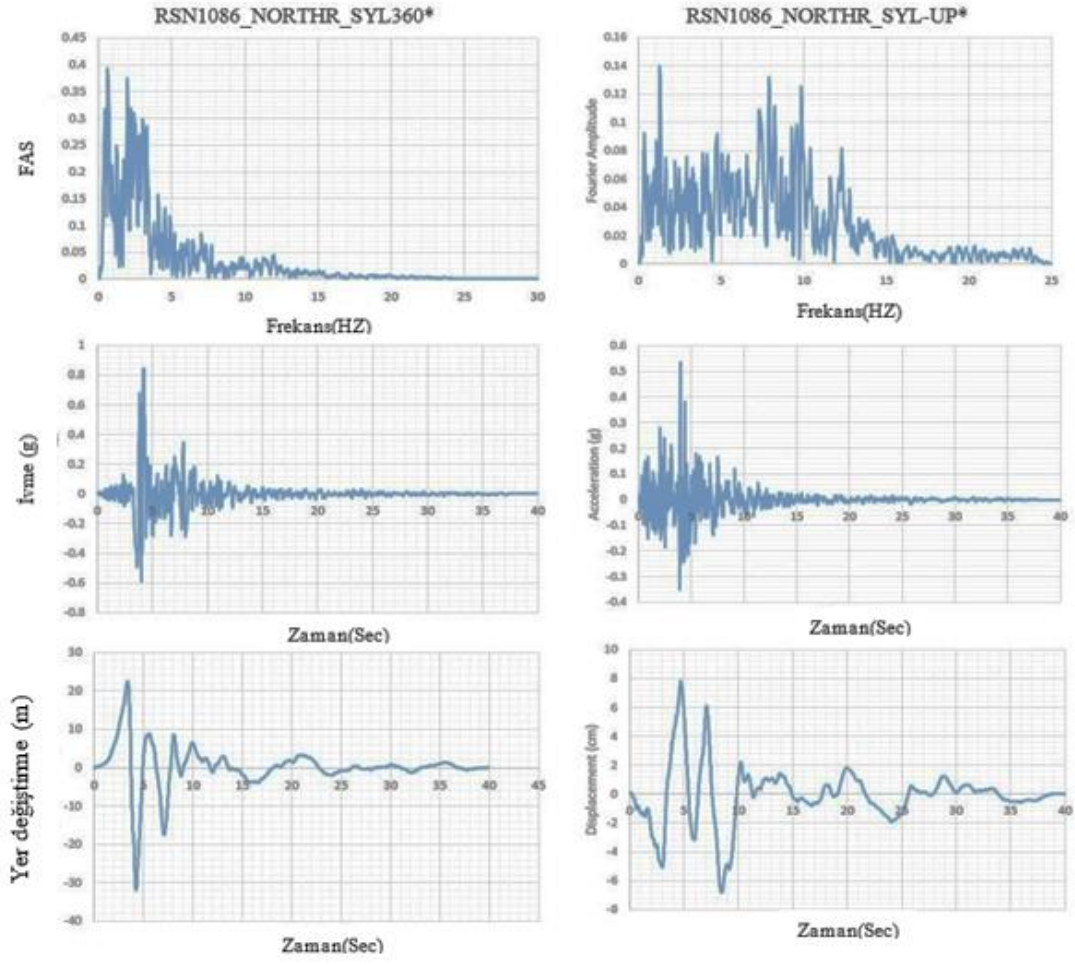 RSN1086_NORTHR_SYL360*
RSN1086_NORTHR_SYL-UP*
FAS
0.45
0.4
0.35
0.3
0.25
0.2
0.15
0.1
0.05
0
0 5 10 15 20 25 30
Frekans(HZ)
Fourier Amplitude
0.16
0.14
0.12
0.1
0.08
0.06
0.04
0.02
0
0 5 10 15 20 25
Frekans(HZ)
İvme (g)
1
0.8
0.6
0.4
0.2
0
-0.2
-0.4
-0.6
-0.8
0 5 10 15 20 25 30 35 40
Zaman(Sec)
Acceleration (g)
0.6
0.5
0.4
0.3
0.2
0.1
0
-0.1
-0.2
-0.3
-0.4
0 5 10 15 20 25 30 35 40
Zaman(Sec)
Yer değiştirme (m)
30
20
10
0
-10
-20
-30
-40
0 5 10 15 20 25 30 35 40 45
Zaman(Sec)
Displacement (cm)
10
8
6
4
2
0
-2
-4
-6
-8
0 5 10 15 20 25 30 35 40
Zaman(Sec)